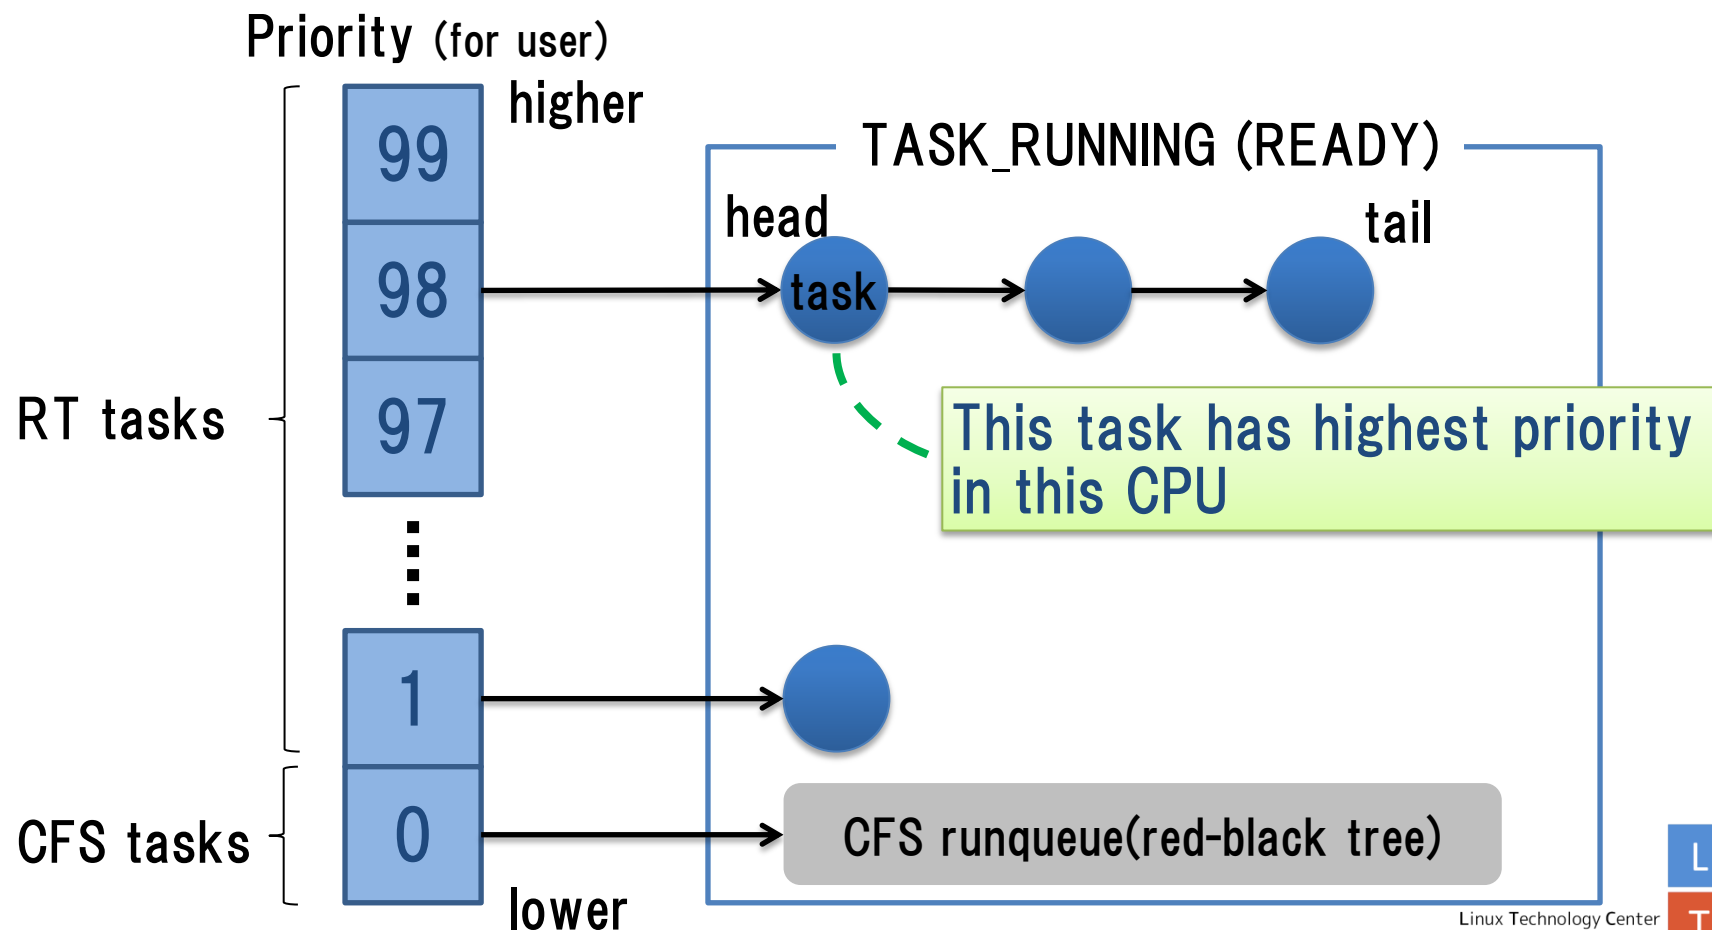 Priority (for user)
higher
99
98
97
1
0
lower
RT tasks
CFS tasks
TASK_RUNNING (READY)
head
tail
task
This task has highest priority
in this CPU
CFS runqueue(red-black tree)
Linux Technology Center
L
T